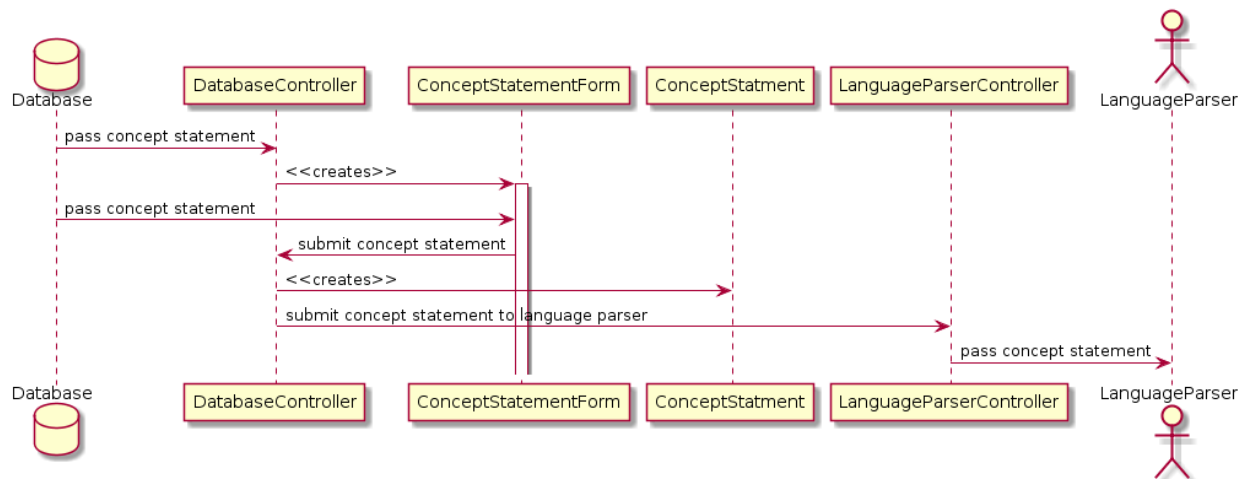 Database
DatabaseController
ConceptStatementForm
ConceptStatment
LanguageParserController
LanguageParser
pass concept statement
<<creates>>
pass concept statement
submit concept statement
<<creates>>
submit concept statement to language parser
pass concept statement
Database
DatabaseController
ConceptStatementForm
ConceptStatment
LanguageParserController
LanguageParser